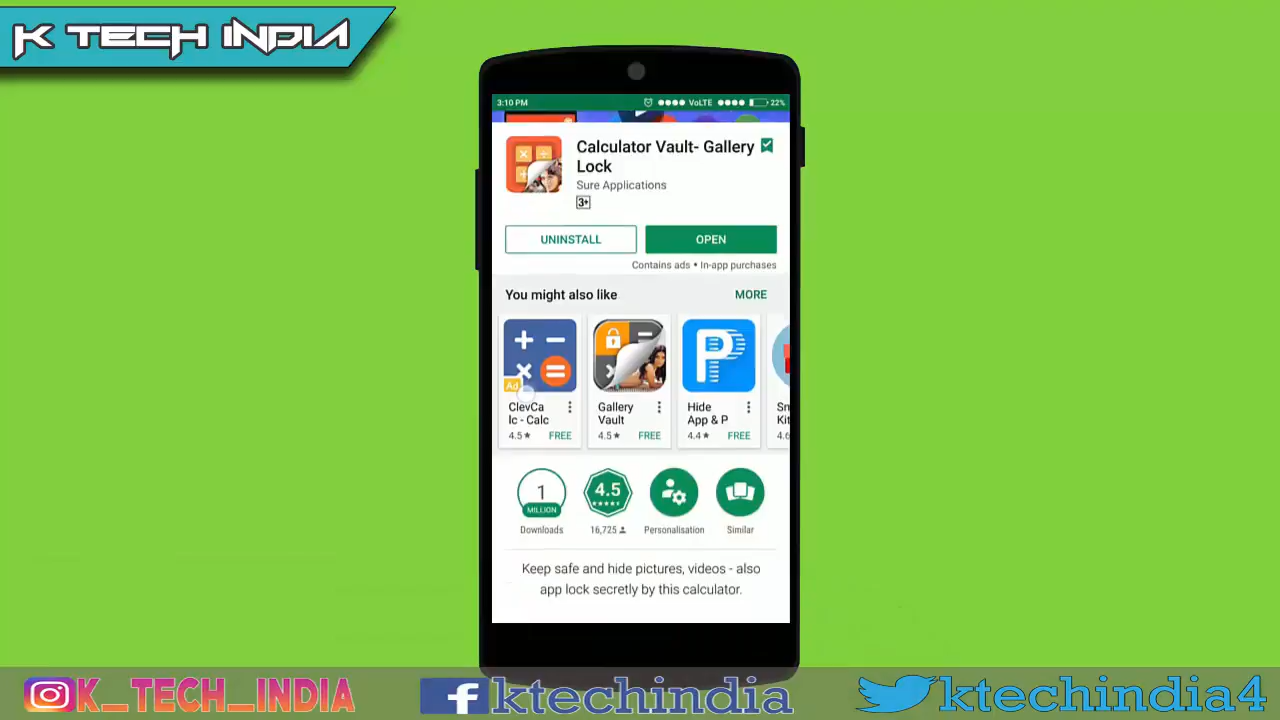 K TECH INDIA
3:10 PM
VoLTE
22%
Calculator Vault- Gallery
Lock
Sure Applications
3+
UNINSTALL
OPEN
Contains ads • In-app purchases
You might also like
MORE
Ad
ClevCa
lc - Calc
4.5★ FREE
Gallery
Vault
4.5★ FREE
Hide
App & P
4.4★ FREE
Sm
Kit
4.6
1
MILLION
Downloads
4.5
16,725
Personalisation
Similar
Keep safe and hide pictures, videos - also
app lock secretly by this calculator.
K_TECH_INDIA
ktechindia
ktechindia4